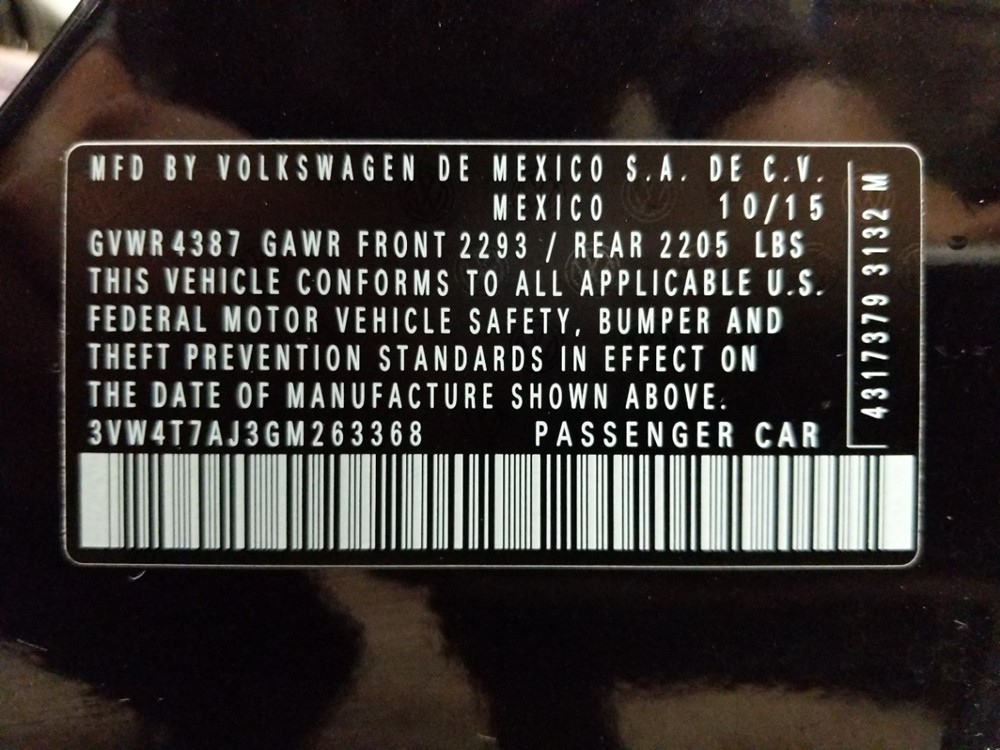 MFD BY VOLKSWAGEN DE MEXICO S.A. DE C.V.
MEXICO 10/15
GVWR 4387 GAWR FRONT 2293 / REAR 2205 LBS
THIS VEHICLE CONFORMS TO ALL APPLICABLE U.S.
FEDERAL MOTOR VEHICLE SAFETY, BUMPER AND
THEFT PREVENTION STANDARDS IN EFFECT ON
THE DATE OF MANUFACTURE SHOWN ABOVE.
3VW4T7AJ3GM263368 PASSENGER CAR
4317379 3132 M